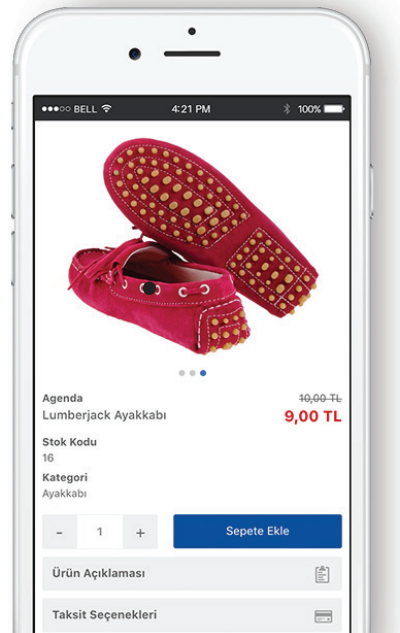 BELL 4:21 PM 100%
Agenda 10,00 TL
Lumberjack Ayakkabı 9,00 TL
Stok Kodu
16
Kategori
Ayakkabı
- 1 + Sepete Ekle
Ürün Açıklaması
Taksit Seçenekleri